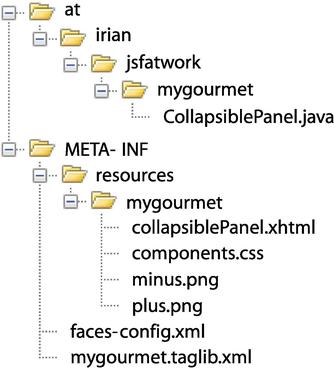 at
irian
jsfatwork
mygourmet
CollapsiblePanel.java
META- INF
resources
mygourmet
collapsiblePanel.xhtml
components.css
minus.png
plus.png
faces-config.xml
mygourmet.taglib.xml